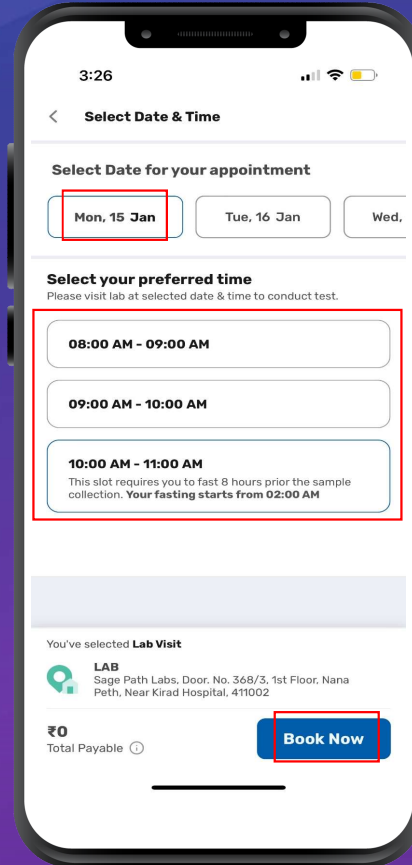 3:26
Select Date & Time
Select Date for your appointment
Mon, 15 Jan
Tue, 16 Jan
Wed,
Select your preferred time
Please visit lab at selected date & time to conduct test.
08:00 AM - 09:00 AM
09:00 AM - 10:00 AM
10:00 AM - 11:00 AM
This slot requires you to fast 8 hours prior the sample
collection. Your fasting starts from 02:00 AM
You've selected Lab Visit
LAB
Sage Path Labs, Door. No. 368/3, 1st Floor, Nana
Peth, Near Kirad Hospital, 411002
₹0
Total Payable
Book Now